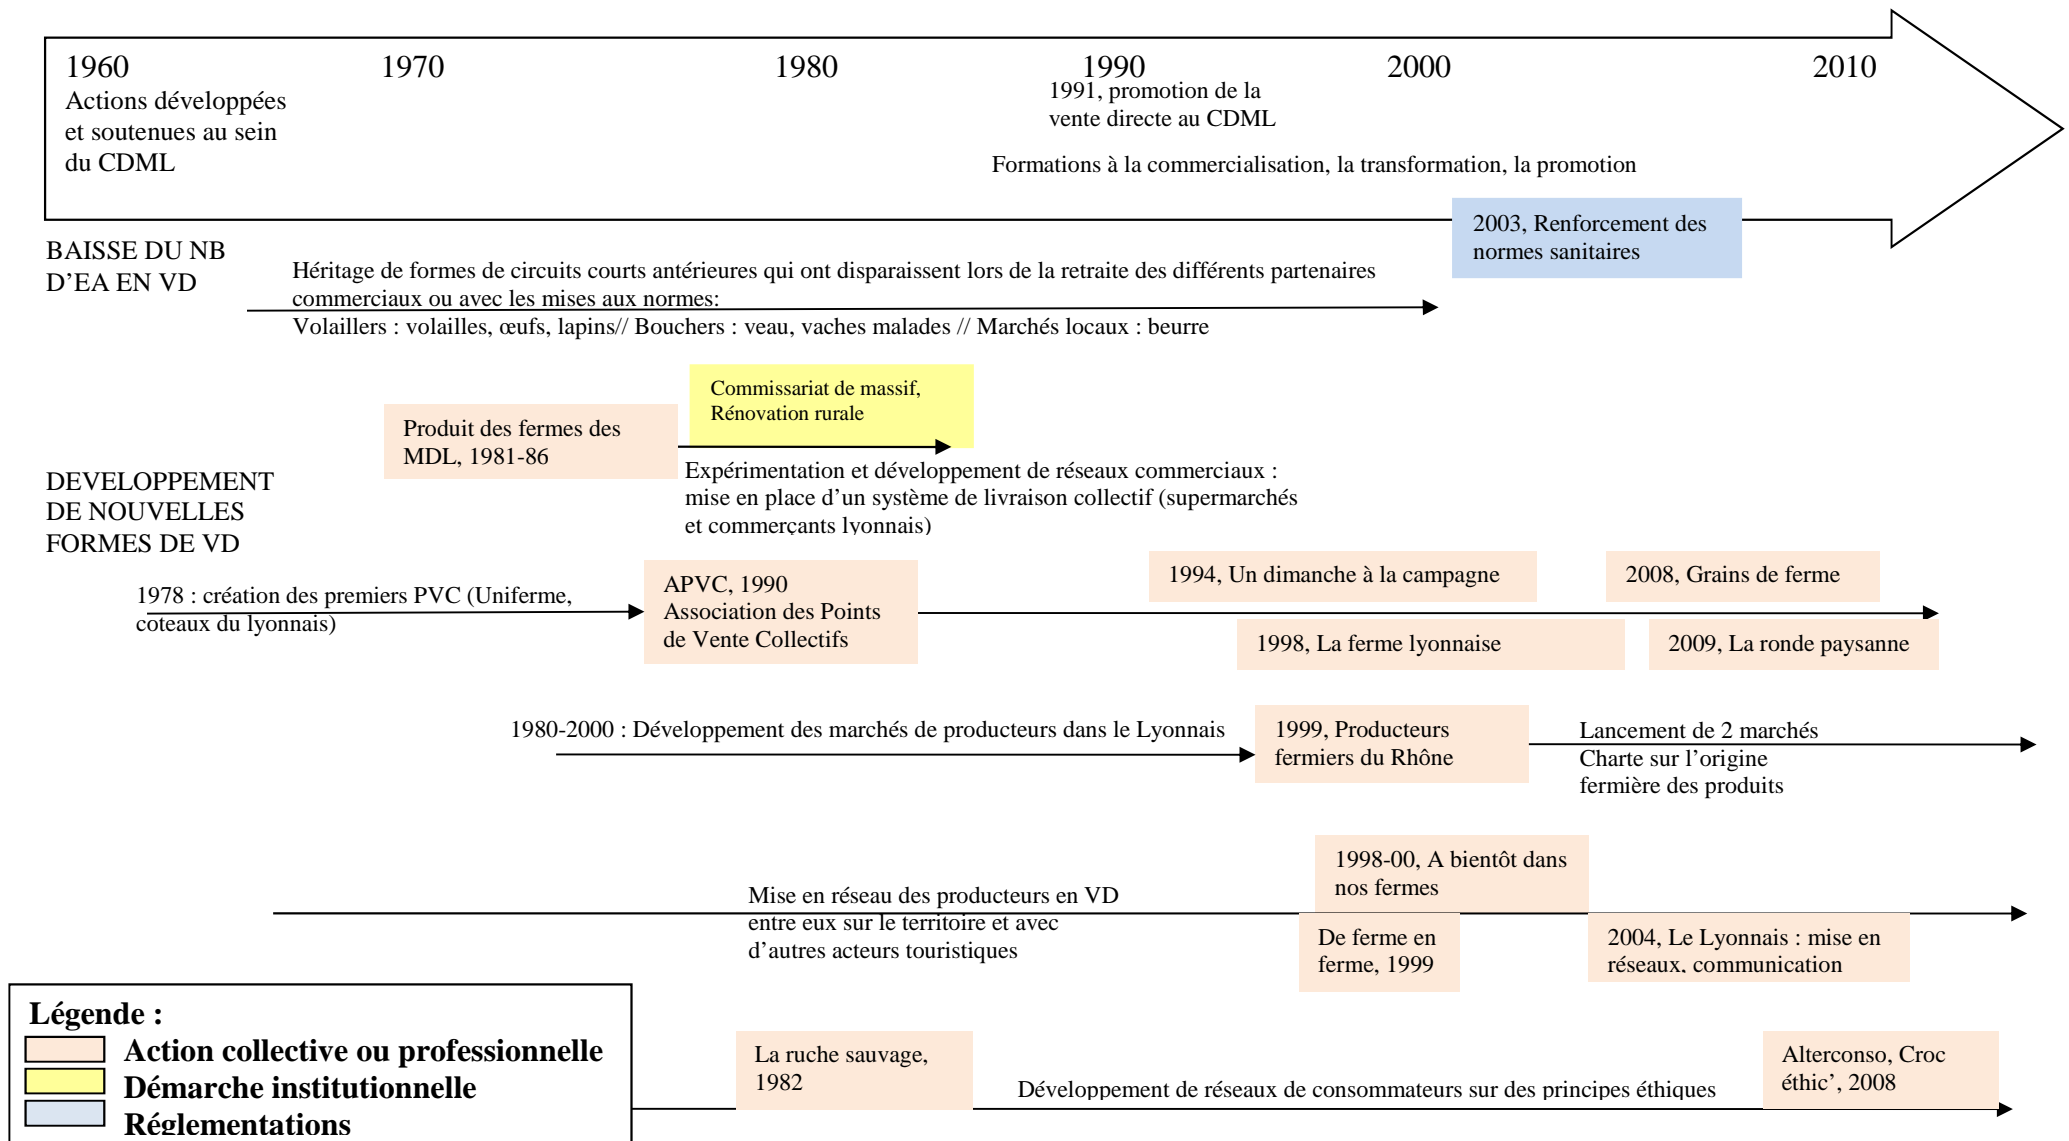 1960
1970
1980
1990
2000
2010
Actions développées
et soutenues au sein
du CDML
1991, promotion de la
vente directe au CDML
Formations à la commercialisation, la transformation, la promotion
2003, Renforcement des
normes sanitaires
BAISSE DU NB
D’EA EN VD
Héritage de formes de circuits courts antérieures qui ont disparaissent lors de la retraite des différents partenaires
commerciaux ou avec les mises aux normes:
Volaillers : volailles, œufs, lapins// Bouchers : veau, vaches malades // Marchés locaux : beurre
Commissariat de massif,
Rénovation rurale
Produit des fermes des
MDL, 1981-86
Expérimentation et développement de réseaux commerciaux :
mise en place d’un système de livraison collectif (supermarchés
et commerçants lyonnais)
DEVELOPPEMENT
DE NOUVELLES
FORMES DE VD
1978 : création des premiers PVC (Uniferme,
coteaux du lyonnais)
APVC, 1990
Association des Points
de Vente Collectifs
1994, Un dimanche à la campagne
2008, Grains de ferme
1998, La ferme lyonnaise
2009, La ronde paysanne
1980-2000 : Développement des marchés de producteurs dans le Lyonnais
1999, Producteurs
fermiers du Rhône
Lancement de 2 marchés
Charte sur l’origine
fermière des produits
1998-00, A bientôt dans
nos fermes
Mise en réseau des producteurs en VD
entre eux sur le territoire et avec
d’autres acteurs touristiques
De ferme en
ferme, 1999
2004, Le Lyonnais : mise en
réseaux, communication
Légende :
Action collective ou professionnelle
Démarche institutionnelle
Réglementations
La ruche sauvage,
1982
Développement de réseaux de consommateurs sur des principes éthiques
Alterconso, Croc
éthic’, 2008